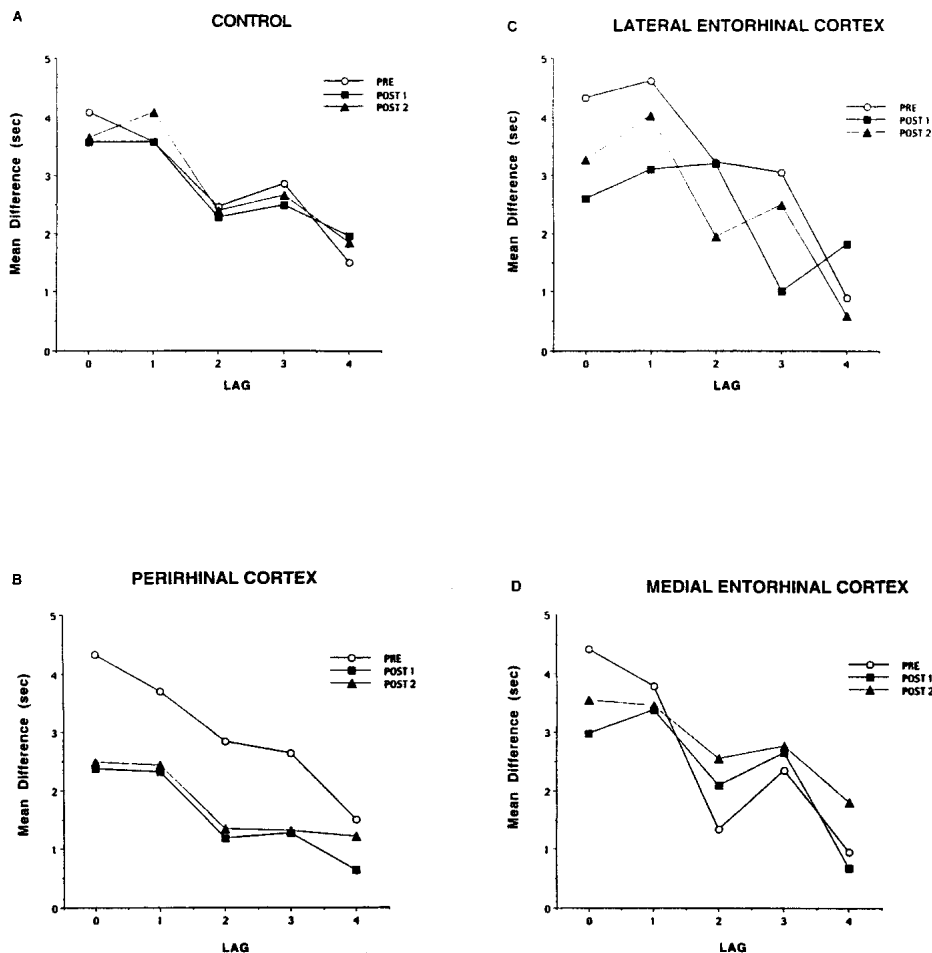 A
CONTROL
5
4
3
2
1
0
Mean Difference (sec)
0 1 2 3 4
LAG
PRE
POST 1
POST 2
C
LATERAL ENTORHINAL CORTEX
5
4
3
2
1
0
Mean Difference (sec)
0 1 2 3 4
LAG
PRE
POST 1
POST 2
B
PERIRHINAL CORTEX
5
4
3
2
1
0
Mean Difference (sec)
0 1 2 3 4
LAG
PRE
POST 1
POST 2
D
MEDIAL ENTORHINAL CORTEX
5
4
3
2
1
0
Mean Difference (sec)
0 1 2 3 4
LAG
PRE
POST 1
POST 2